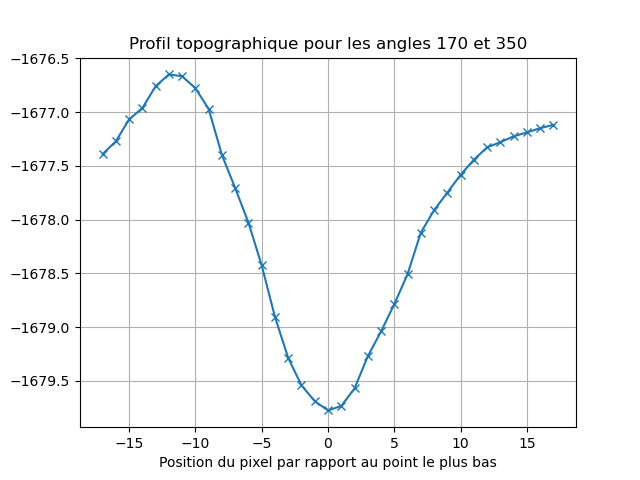 Profil topographique pour les angles 170 et 350
−1676.5
−1677.0
−1677.5
−1678.0
−1678.5
−1679.0
−1679.5
−15 −10 −5 0 5 10 15
Position du pixel par rapport au point le plus bas